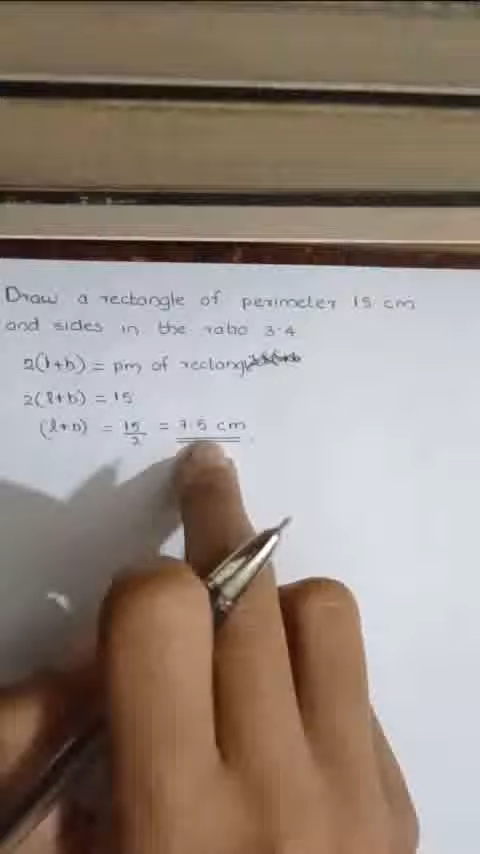 Draw a rectangle of perimeter 15 cm
and sides in the ratio 3:4
2(l+b) = pm of rectangle
2(l+b) = 15
(l+b) = 15/2 = 7.5 cm